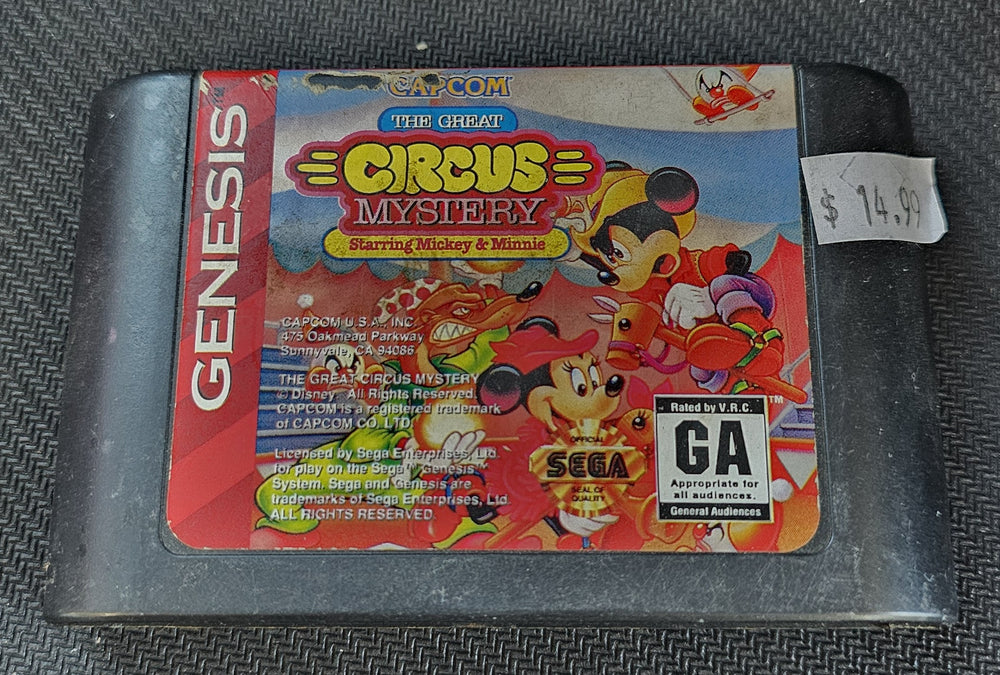 GENESIS
CAPCOM
THE GREAT
CIRCUS
MYSTERY
Starring Mickey & Minnie
$ 14.99
CAPCOM U.S.A., INC.
475 Oakmead Parkway
Sunnyvale, CA 94086
THE GREAT CIRCUS MYSTERY
© Disney. All Rights Reserved.
CAPCOM is a registered trademark
of CAPCOM CO, LTD.
Licensed by Sega Enterprises, Ltd.
for play on the Sega™ Genesis™
System. Sega and Genesis are
trademarks of Sega Enterprises, Ltd.
ALL RIGHTS RESERVED.
OFFICIAL
SEGA
SEAL OF
QUALITY
TM
Rated by V.R.C.
GA
Appropriate for
all audiences.
General Audiences